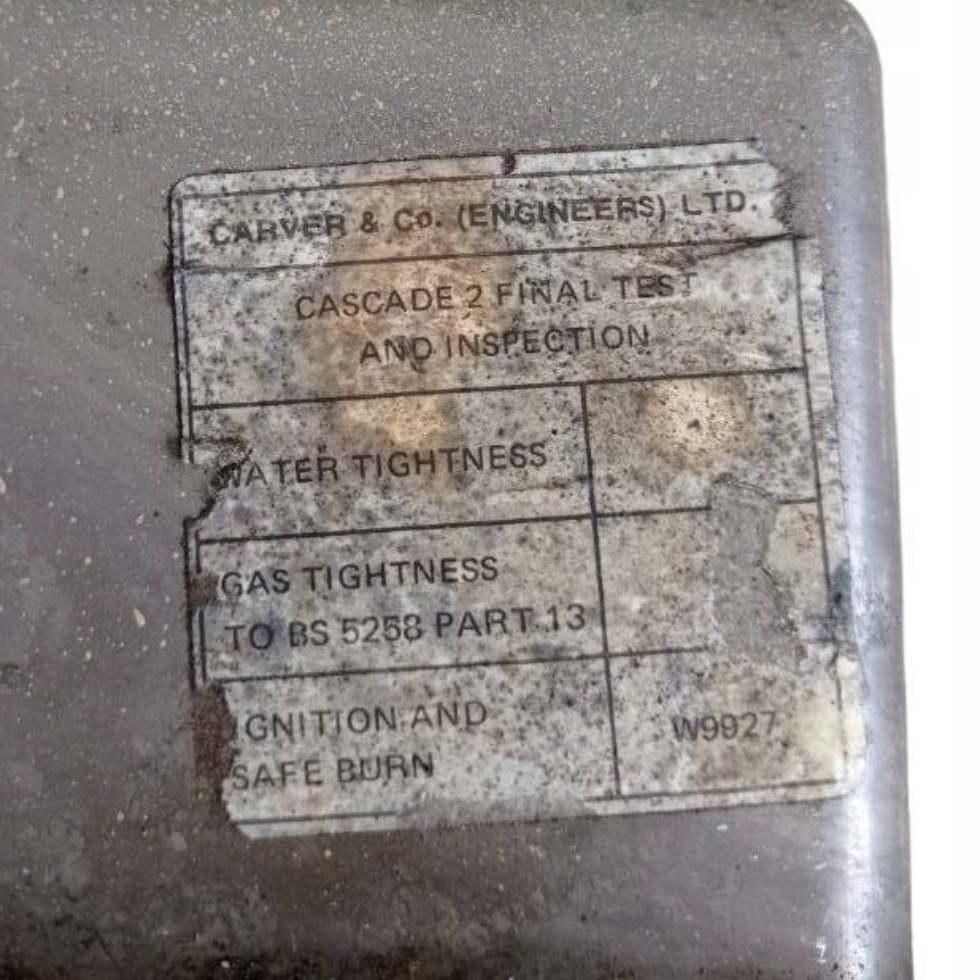 CARVER & Co. (ENGINEERS) LTD.
CASCADE 2 FINAL TEST
AND INSPECTION
WATER TIGHTNESS
GAS TIGHTNESS
TO BS 5258 PART 13
IGNITION AND
SAFE BURN
W9927